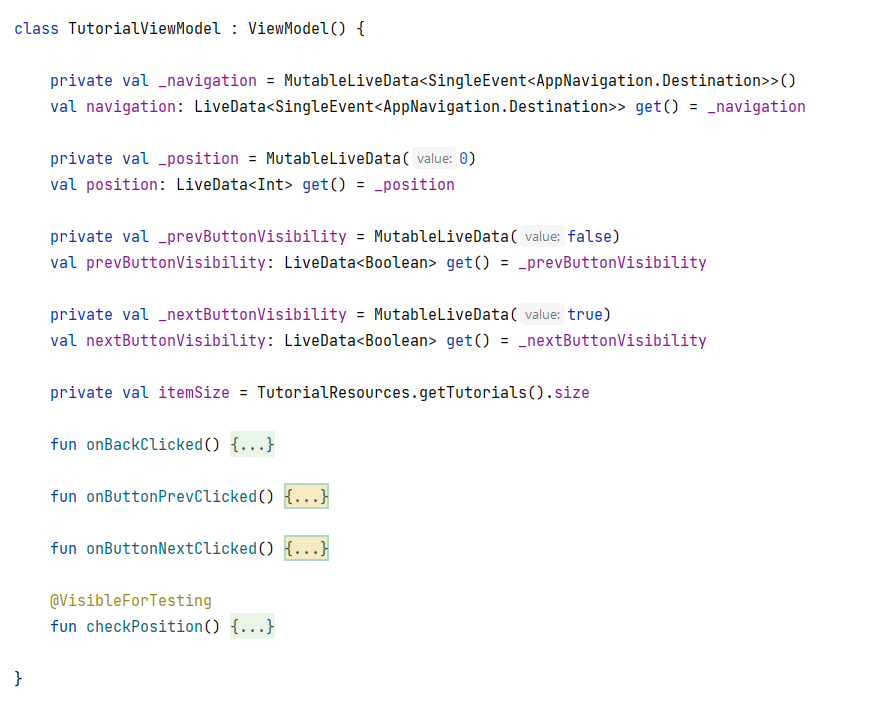 class TutorialViewModel : ViewModel() {
private val _navigation = MutableLiveData<SingleEvent<AppNavigation.Destination>>()
val navigation: LiveData<SingleEvent<AppNavigation.Destination>> get() = _navigation
private val _position = MutableLiveData( value: 0)
val position: LiveData<Int> get() = _position
private val _prevButtonVisibility = MutableLiveData( value: false)
val prevButtonVisibility: LiveData<Boolean> get() = _prevButtonVisibility
private val _nextButtonVisibility = MutableLiveData( value: true)
val nextButtonVisibility: LiveData<Boolean> get() = _nextButtonVisibility
private val itemSize = TutorialResources.getTutorials().size
fun onBackClicked() {...}
fun onButtonPrevClicked() {...}
fun onButtonNextClicked() {...}
@VisibleForTesting
fun checkPosition() {...}
}